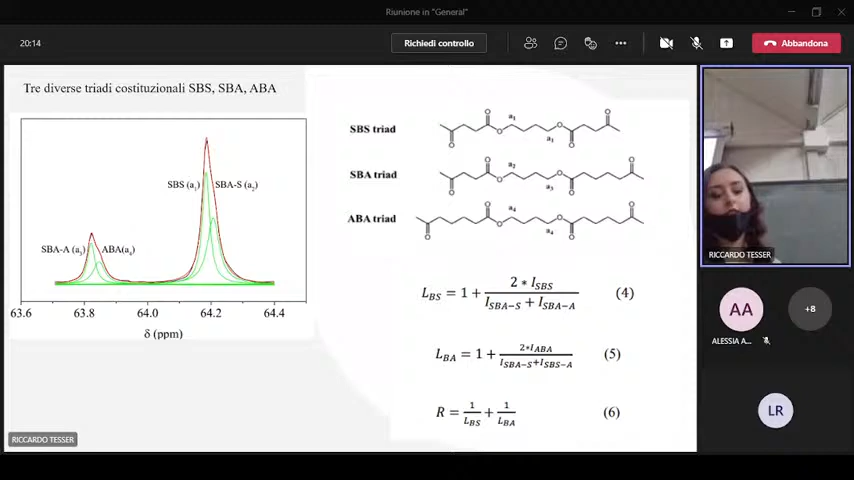 Riunione in "General"
20:14
Richiedi controllo
Abbandona
Tre diverse triadi costituzionali SBS, SBA, ABA
SBS (a₁)
SBA-S (a₂)
SBA-A (a₃)
ABA(a₄)
63.6 63.8 64.0 64.2 64.4
δ (ppm)
SBS triad
O
a₁
O
O
O
a₁
O
O
SBA triad
O
a₂
O
O
O
a₃
O
O
ABA triad
O
a₄
O
O
O
a₄
O
O
L_BS = 1 + 2 * I_SBS / I_SBA−S + I_SBA−A (4)
L_BA = 1 + 2*I_ABA / I_SBA−S+I_SBS−A (5)
R = 1/L_BS + 1/L_BA (6)
RICCARDO TESSER
RICCARDO TESSER
AA
ALESSIA A...
+8
LR